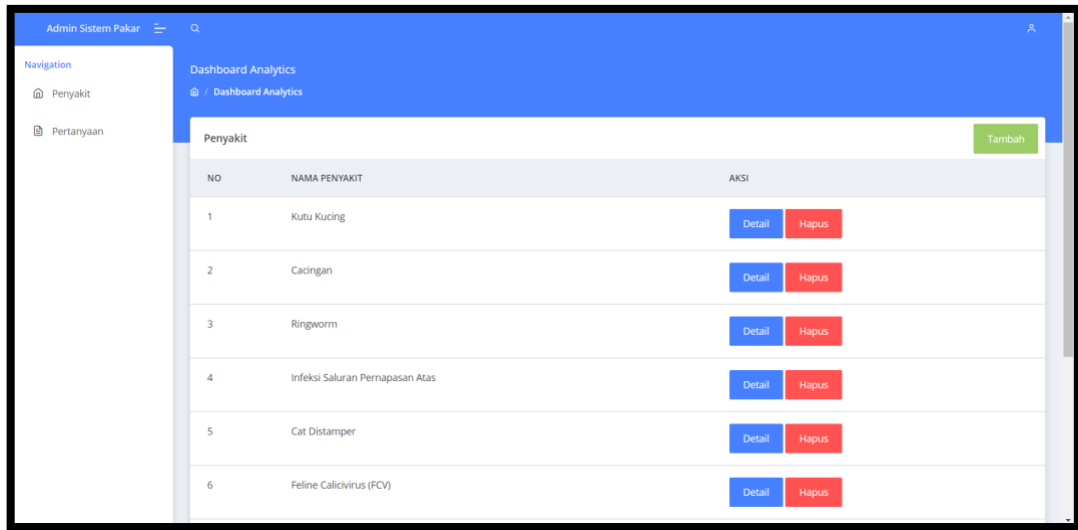 Admin Sistem Pakar
Navigation
Penyakit
Pertanyaan
Dashboard Analytics
/ Dashboard Analytics
Penyakit Tambah
NO NAMA PENYAKIT AKSI
1 Kutu Kucing Detail Hapus
2 Cacingan Detail Hapus
3 Ringworm Detail Hapus
4 Infeksi Saluran Pernapasan Atas Detail Hapus
5 Cat Distamper Detail Hapus
6 Feline Calicivirus (FCV) Detail Hapus